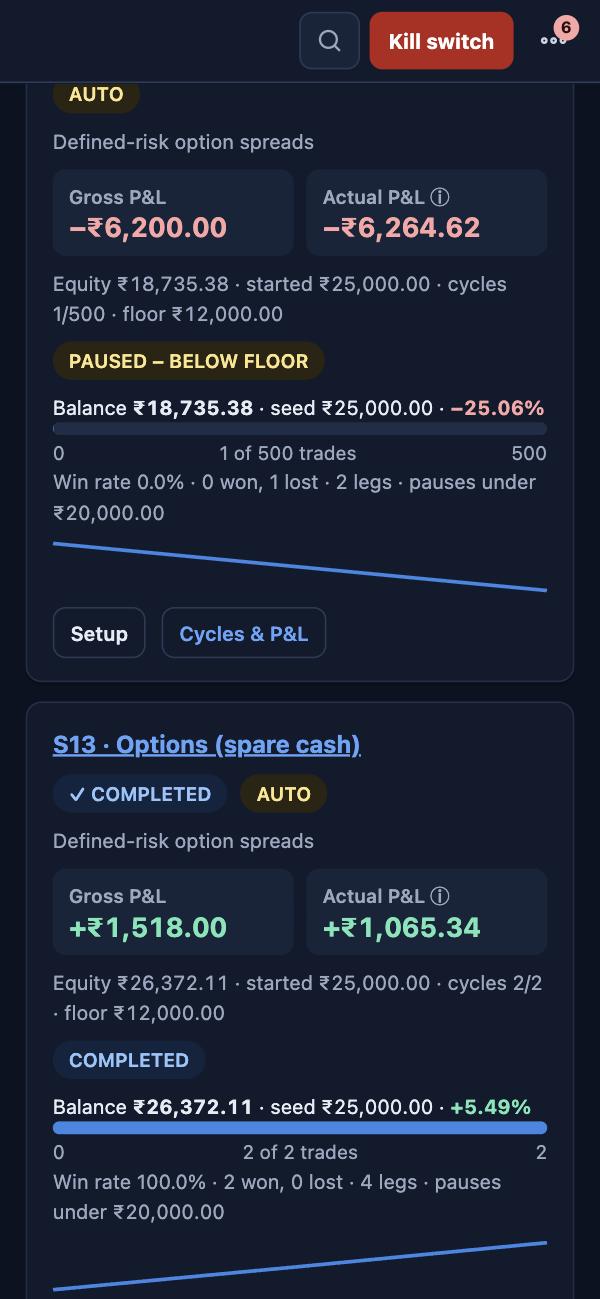 Kill switch
6
AUTO
Defined-risk option spreads
Gross P&L
−₹6,200.00
Actual P&L ⓘ
−₹6,264.62
Equity ₹18,735.38 · started ₹25,000.00 · cycles
1/500 · floor ₹12,000.00
PAUSED – BELOW FLOOR
Balance ₹18,735.38 · seed ₹25,000.00 · −25.06%
0 1 of 500 trades 500
Win rate 0.0% · 0 won, 1 lost · 2 legs · pauses under
₹20,000.00
Setup Cycles & P&L
S13 · Options (spare cash)
✓ COMPLETED AUTO
Defined-risk option spreads
Gross P&L
+₹1,518.00
Actual P&L ⓘ
+₹1,065.34
Equity ₹26,372.11 · started ₹25,000.00 · cycles 2/2
· floor ₹12,000.00
COMPLETED
Balance ₹26,372.11 · seed ₹25,000.00 · +5.49%
0 2 of 2 trades 2
Win rate 100.0% · 2 won, 0 lost · 4 legs · pauses
under ₹20,000.00